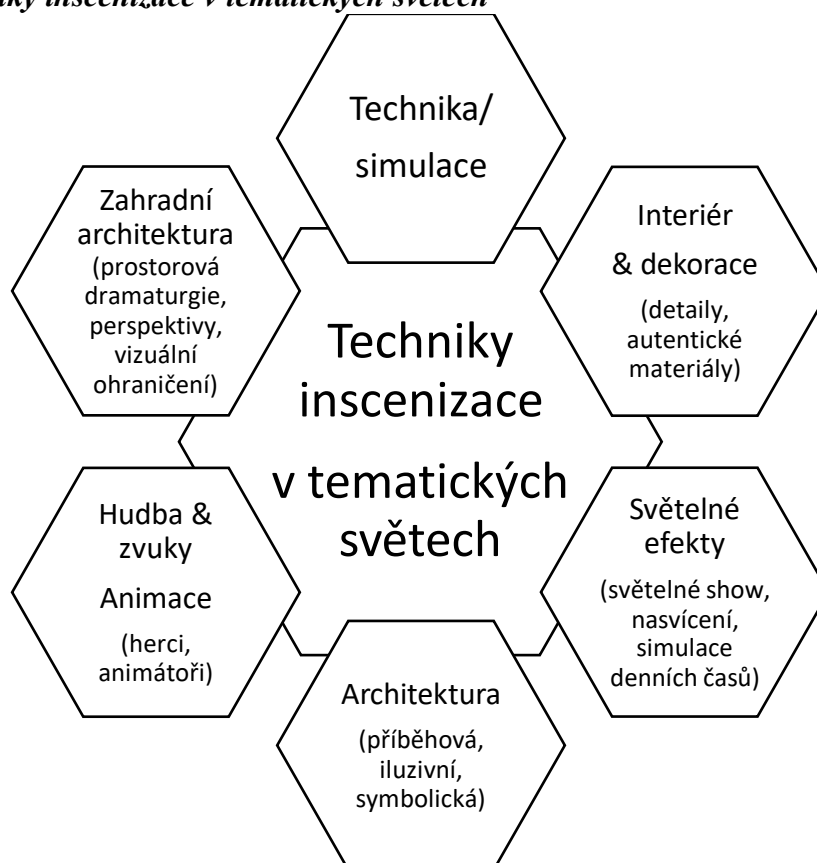 inscenizace v tematických světech
Technika/
simulace
Zahradní
architektura
(prostorová
dramaturgie,
perspektivy,
vizuální
ohraničení)
Interiér
& dekorace
(detaily,
autentické
materiály)
Techniky
inscenizace
v tematických
světech
Hudba &
zvuky
Animace
(herci,
animátoři)
Světelné
efekty
(světelné show,
nasvícení,
simulace
denních časů)
Architektura
(příběhová,
iluzivní,
symbolická)